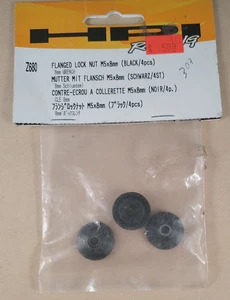 HPI
Racing
Z680
FLANGED LOCK NUT M5x8mm (BLACK/4pcs)
8mm WRENCH
MUTTER MIT FLANSCH M5x8mm (SCHWARZ/4ST)
8mm Schluessel
CONTRE-ECROU A COLLERETTE M5x8mm (NOIR/4p.)
CLE 8mm
フランジロックナット M5x8mm (ブラック/4pcs)